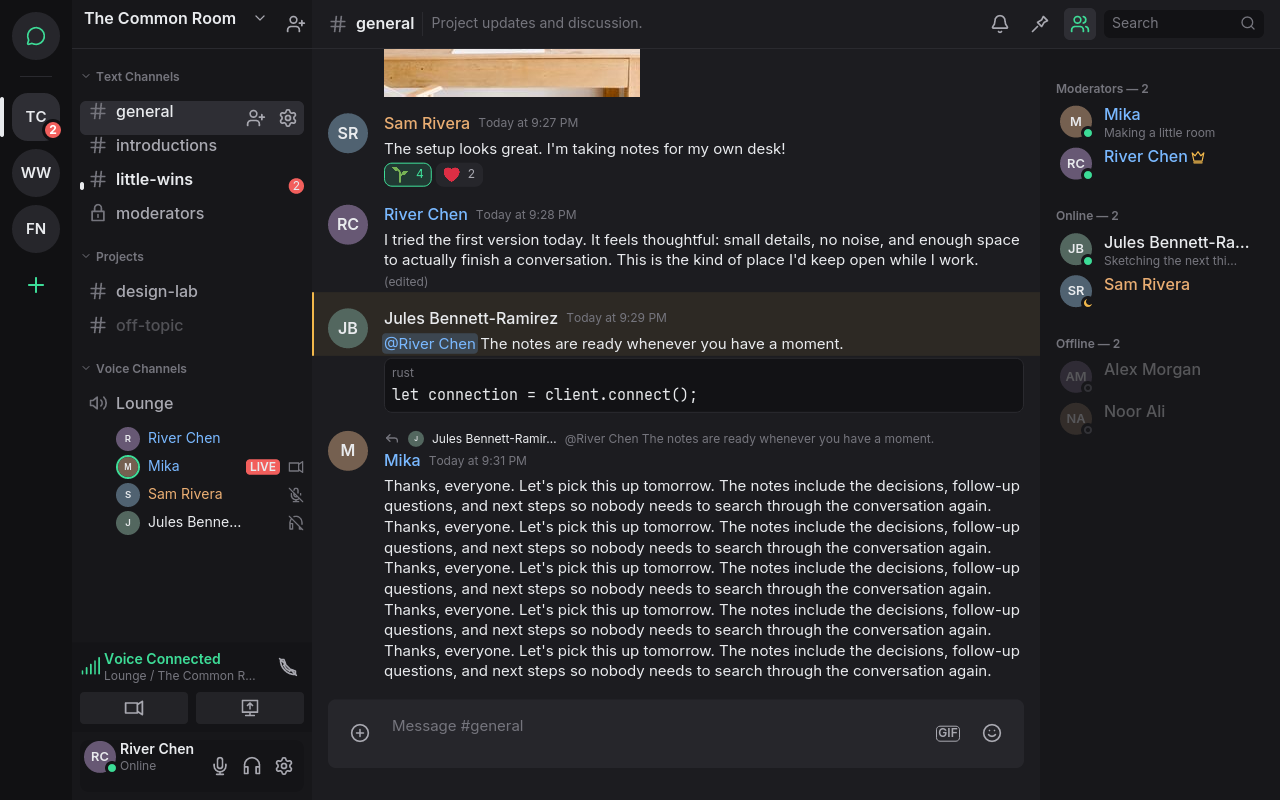 TC
2
WW
FN
The Common Room
Text Channels
general
introductions
little-wins
2
moderators
Projects
design-lab
off-topic
Voice Channels
Lounge
R
River Chen
M
Mika
LIVE
S
Sam Rivera
J
Jules Benne...
Voice Connected
Lounge / The Common R...
RC
River Chen
Online
general
Project updates and discussion.
Search
SR
Sam Rivera Today at 9:27 PM
The setup looks great. I'm taking notes for my own desk!
4
2
RC
River Chen Today at 9:28 PM
I tried the first version today. It feels thoughtful: small details, no noise, and enough space
to actually finish a conversation. This is the kind of place I'd keep open while I work.
(edited)
JB
Jules Bennett-Ramirez Today at 9:29 PM
@River Chen The notes are ready whenever you have a moment.
rust
let connection = client.connect();
J
Jules Bennett-Ramir... @River Chen The notes are ready whenever you have a moment.
M
Mika Today at 9:31 PM
Thanks, everyone. Let's pick this up tomorrow. The notes include the decisions, follow-up
questions, and next steps so nobody needs to search through the conversation again.
Thanks, everyone. Let's pick this up tomorrow. The notes include the decisions, follow-up
questions, and next steps so nobody needs to search through the conversation again.
Thanks, everyone. Let's pick this up tomorrow. The notes include the decisions, follow-up
questions, and next steps so nobody needs to search through the conversation again.
Thanks, everyone. Let's pick this up tomorrow. The notes include the decisions, follow-up
questions, and next steps so nobody needs to search through the conversation again.
Thanks, everyone. Let's pick this up tomorrow. The notes include the decisions, follow-up
questions, and next steps so nobody needs to search through the conversation again.
Message #general
GIF
Moderators — 2
M
Mika
Making a little room
RC
River Chen
Online — 2
JB
Jules Bennett-Ra...
Sketching the next thi...
SR
Sam Rivera
Offline — 2
AM
Alex Morgan
NA
Noor Ali